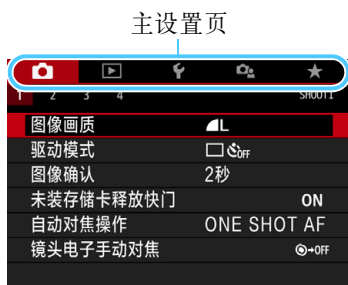 主设置页
1 2 3 4 SHOOT1
图像画质 L
驱动模式 OFF
图像确认 2秒
未装存储卡释放快门 ON
自动对焦操作 ONE SHOT AF
镜头电子手动对焦 →OFF